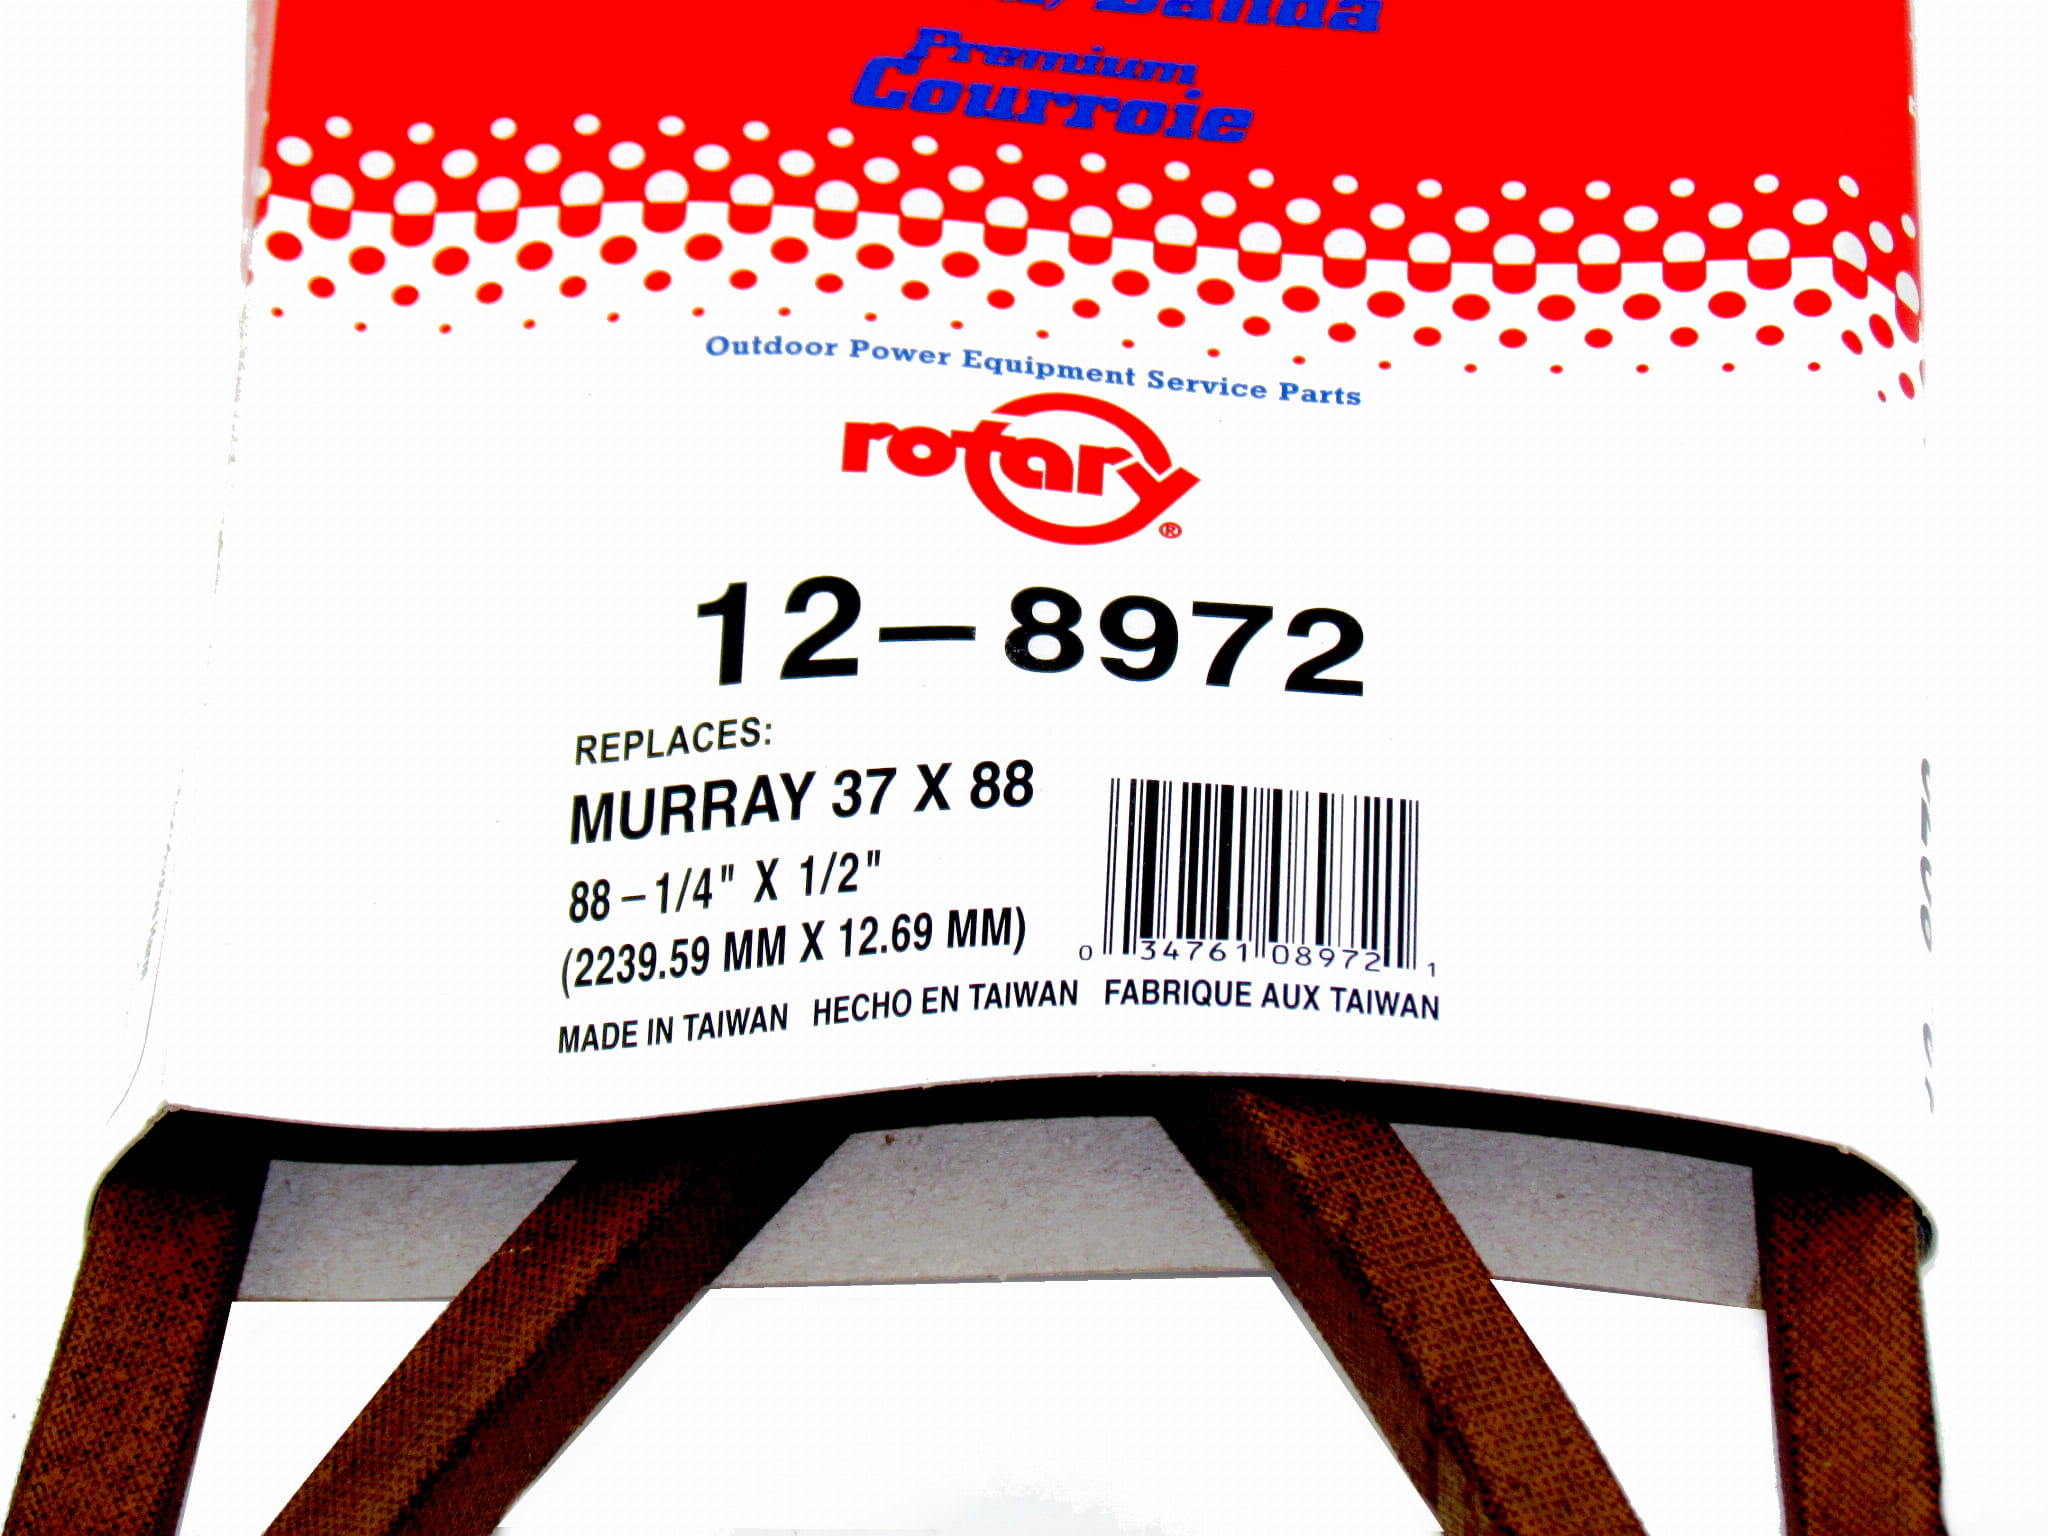 Banda
Premium
Courroie
Outdoor Power Equipment Service Parts
rotary®
12-8972
REPLACES:
MURRAY 37 X 88
88-1/4" X 1/2"
(2239.59 MM X 12.69 MM)
0 34761 08972 1
MADE IN TAIWAN HECHO EN TAIWAN FABRIQUE AUX TAIWAN